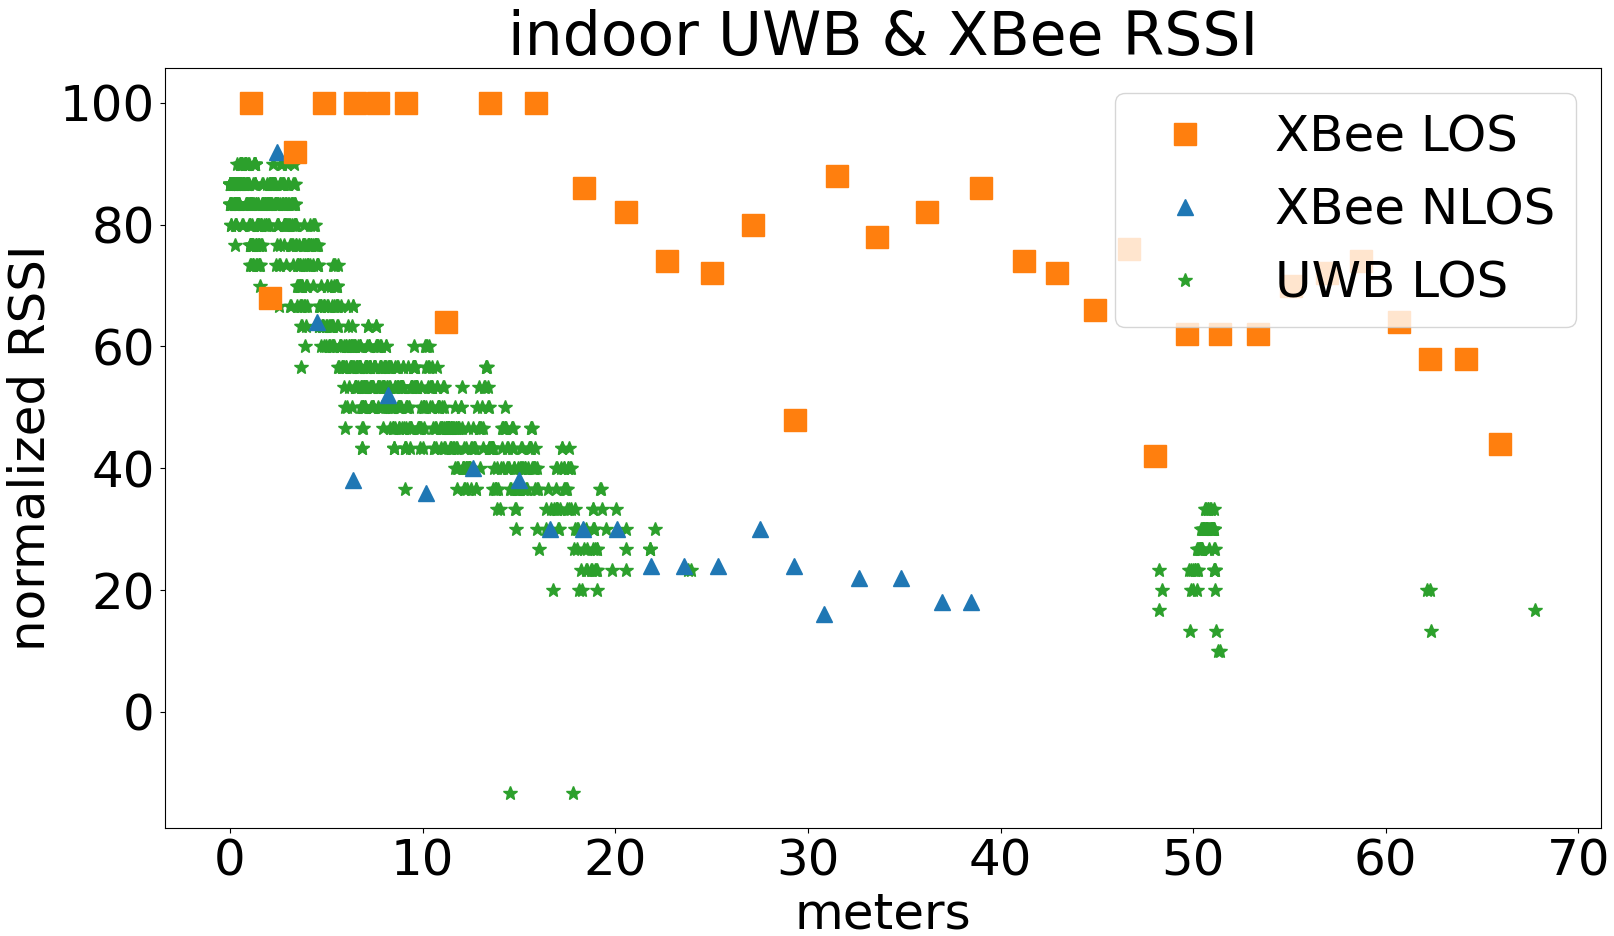 indoor UWB & XBee RSSI
normalized RSSI
100
80
60
40
20
0
XBee LOS
XBee NLOS
UWB LOS
0 10 20 30 40 50 60 70
meters